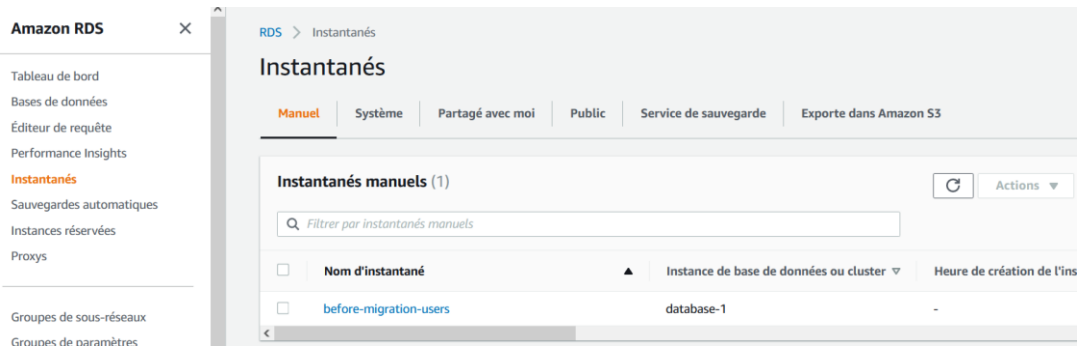 Amazon RDS
Tableau de bord
Bases de données
Éditeur de requête
Performance Insights
Instantanés
Sauvegardes automatiques
Instances réservées
Proxys
Groupes de sous-réseaux
Groupes de paramètres
RDS > Instantanés
Instantanés
Manuel Système Partagé avec moi Public Service de sauvegarde Exporte dans Amazon S3
Instantanés manuels (1)
Actions
Filtrer par instantanés manuels
Nom d'instantané Instance de base de données ou cluster Heure de création de l'ins
before-migration-users database-1 -